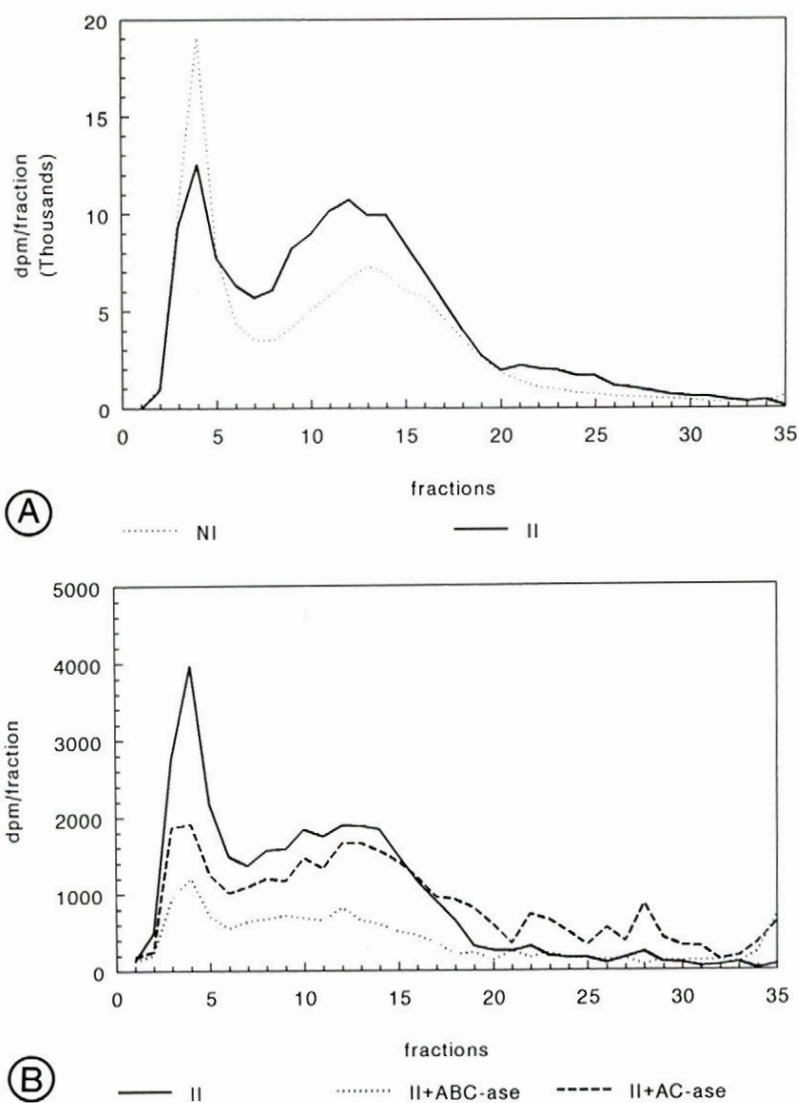 20
15
10
5
0
dpm/fraction
(Thousands)
0 5 10 15 20 25 30 35
fractions
A
NI II
5000
4000
3000
2000
1000
0
dpm/fraction
0 5 10 15 20 25 30 35
fractions
B
II II+ABC-ase II+AC-ase